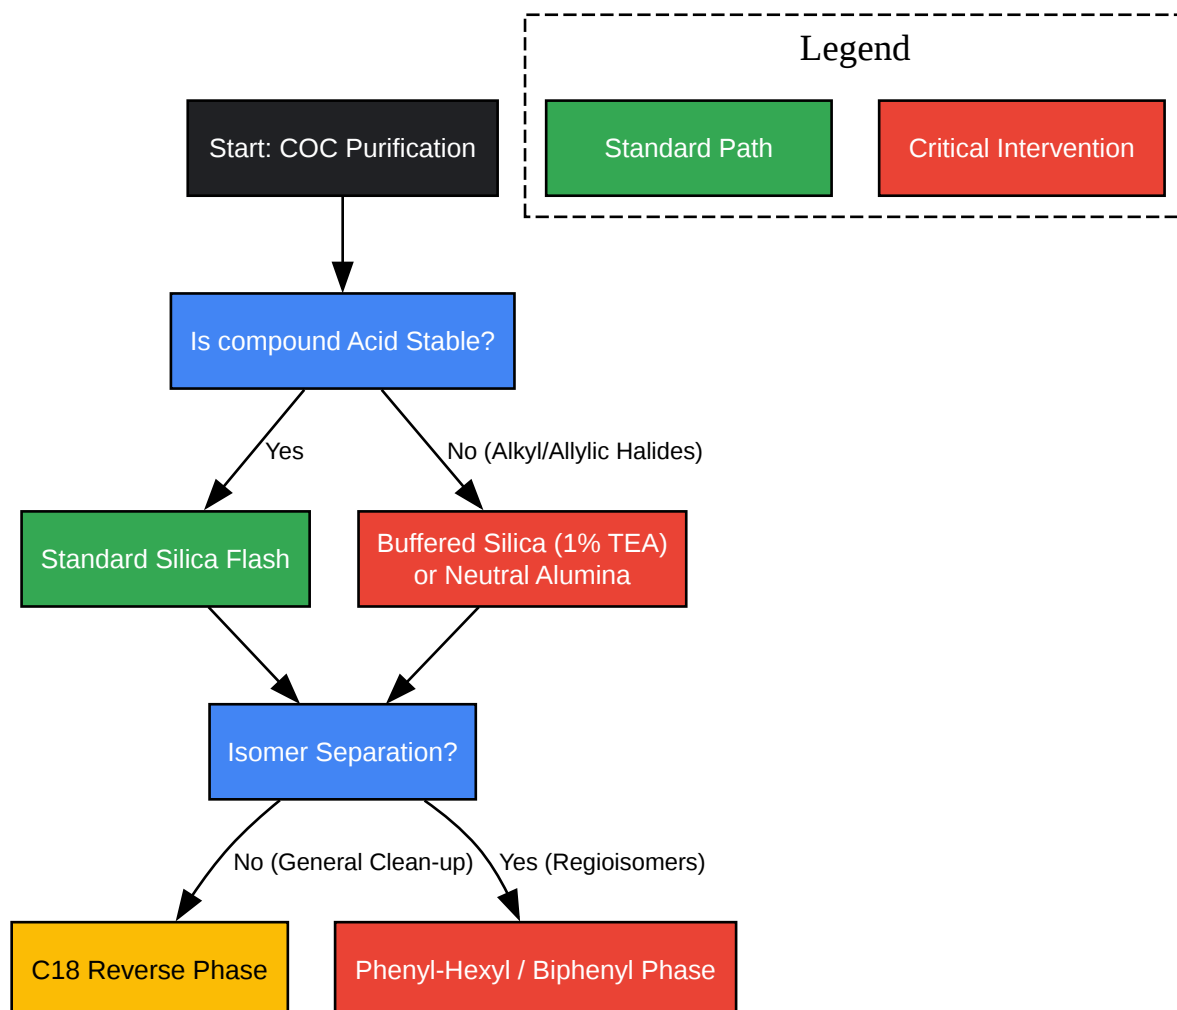 Legend
Start: COC Purification
Standard Path
Critical Intervention
Is compound Acid Stable?
Yes
No (Alkyl/Allylic Halides)
Standard Silica Flash
Buffered Silica (1% TEA)
or Neutral Alumina
Isomer Separation?
No (General Clean-up)
Yes (Regioisomers)
C18 Reverse Phase
Phenyl-Hexyl / Biphenyl Phase